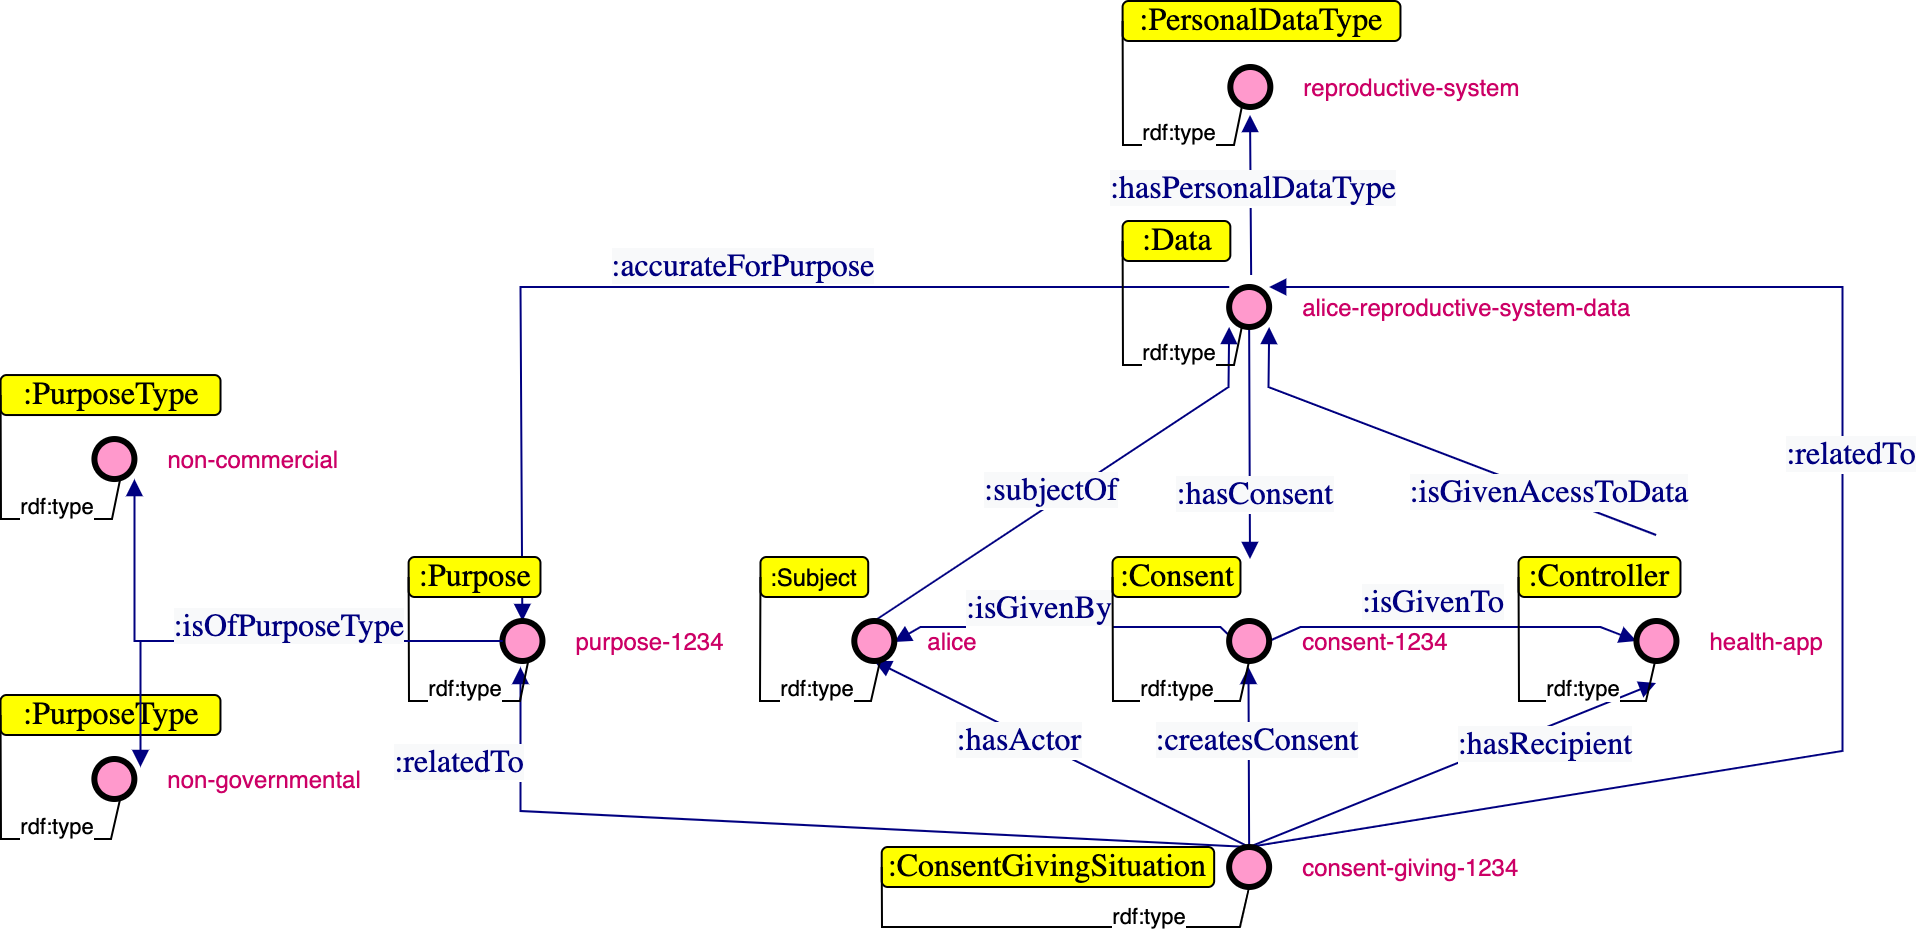 :PersonalDataType
reproductive-system
rdf:type
:hasPersonalDataType
:Data
:accurateForPurpose
alice-reproductive-system-data
rdf:type
:PurposeType
non-commercial
rdf:type
:relatedTo
:subjectOf
:hasConsent
:isGivenAcessToData
:Purpose
:Subject
:Consent
:Controller
:isOfPurposeType
:isGivenBy
:isGivenTo
purpose-1234
alice
consent-1234
health-app
rdf:type
rdf:type
rdf:type
rdf:type
:PurposeType
non-governmental
rdf:type
:relatedTo
:hasActor
:createsConsent
:hasRecipient
:ConsentGivingSituation
consent-giving-1234
rdf:type